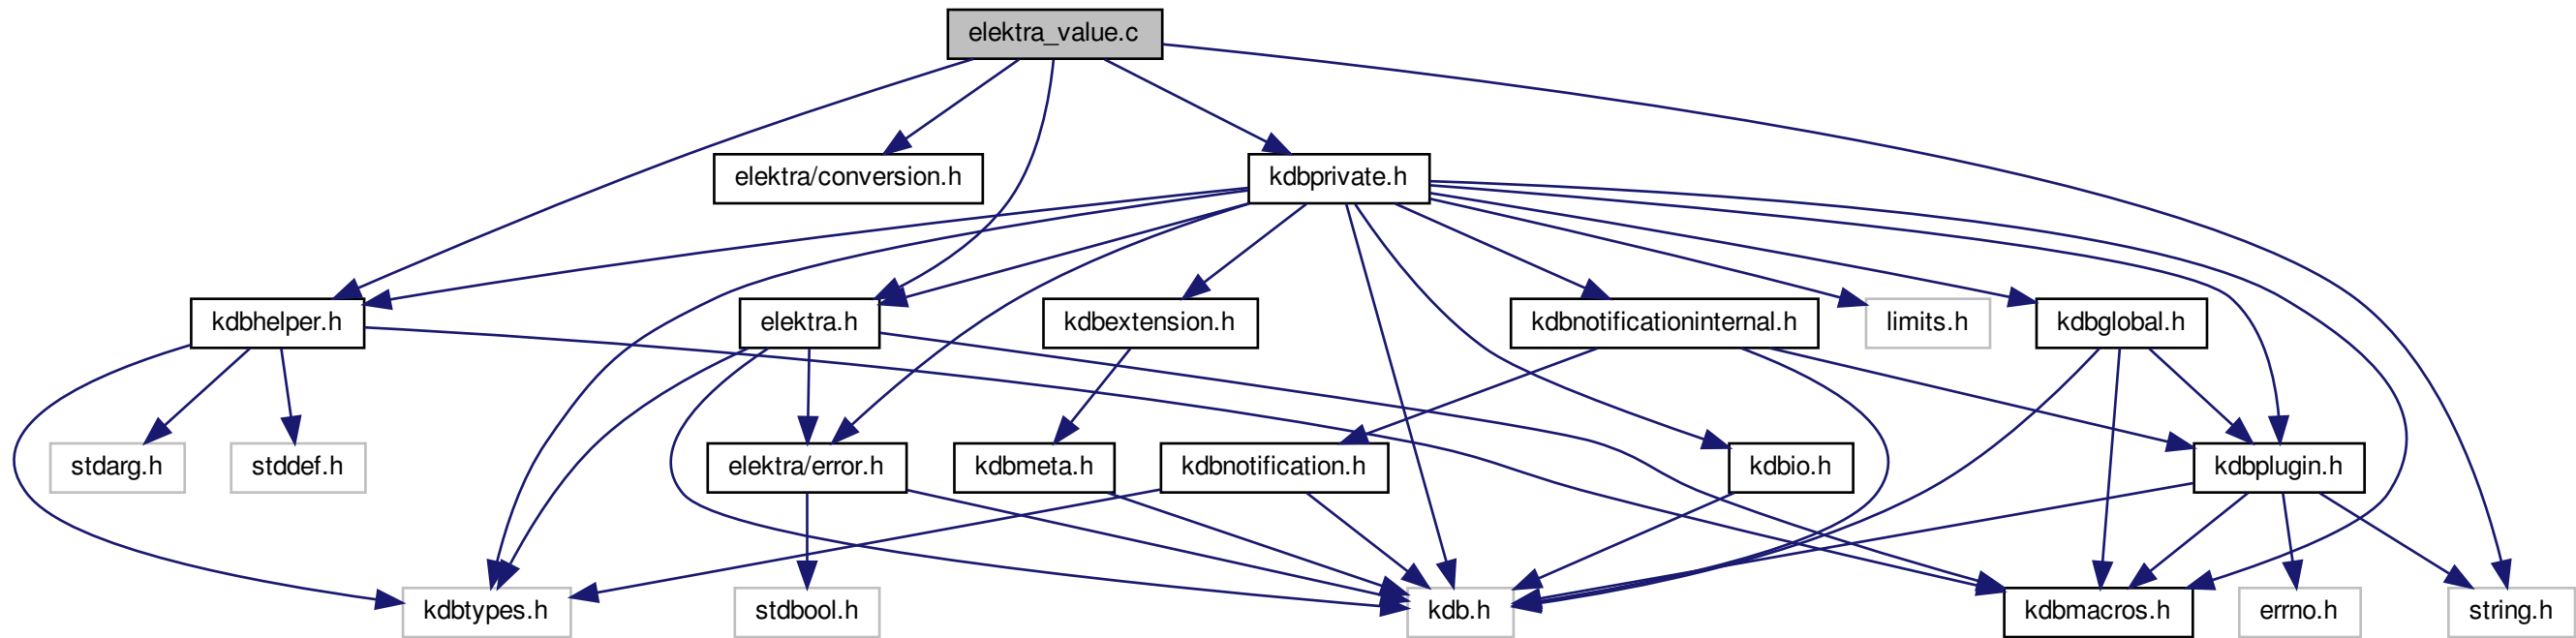 elektra_value.c
elektra/conversion.h
kdbprivate.h
kdbhelper.h
elektra.h
kdbextension.h
kdbnotificationinternal.h
limits.h
kdbglobal.h
stdarg.h
stddef.h
elektra/error.h
kdbmeta.h
kdbnotification.h
kdbio.h
kdbplugin.h
kdbtypes.h
stdbool.h
kdb.h
kdbmacros.h
errno.h
string.h